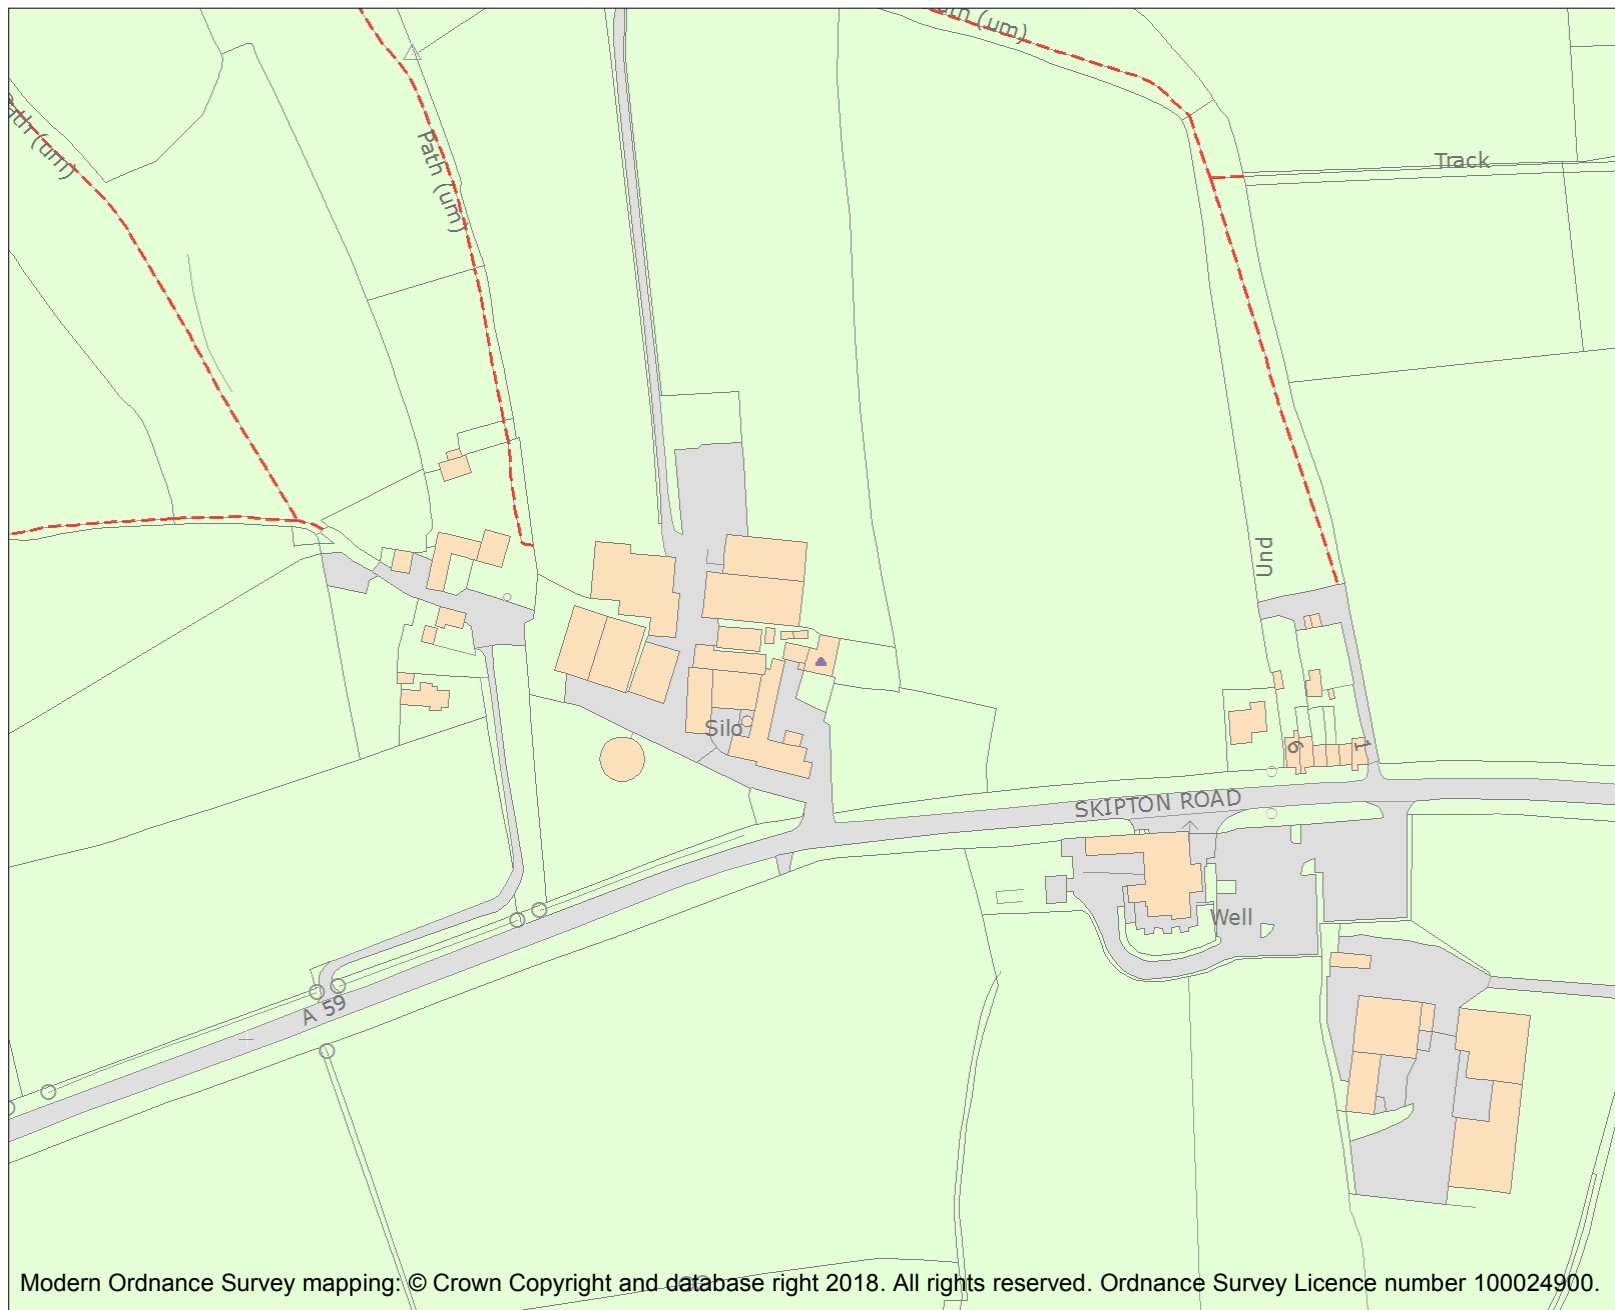 (um)
Path (um)
(um)
Track
Und
Silo
6
1
SKIPTON ROAD
Well
A 59
Modern Ordnance Survey mapping: © Crown Copyright and database right 2018. All rights reserved. Ordnance Survey Licence number 100024900.